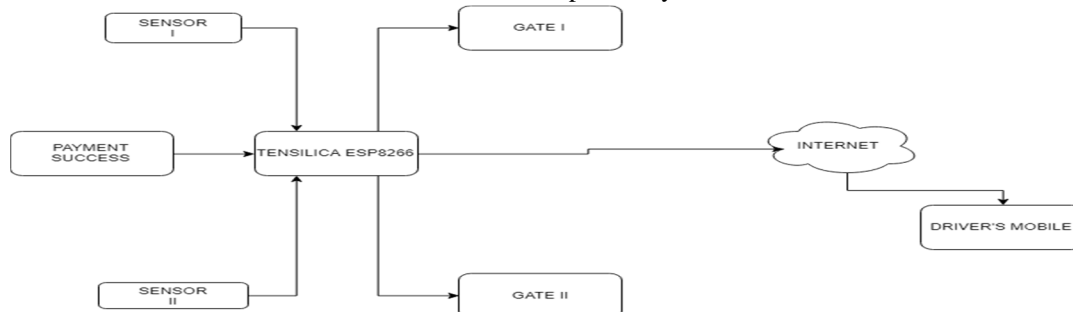 SENSOR
I
GATE I
PAYMENT
SUCCESS
TENSILICA ESP8266
INTERNET
DRIVER'S MOBILE
SENSOR
II
GATE II